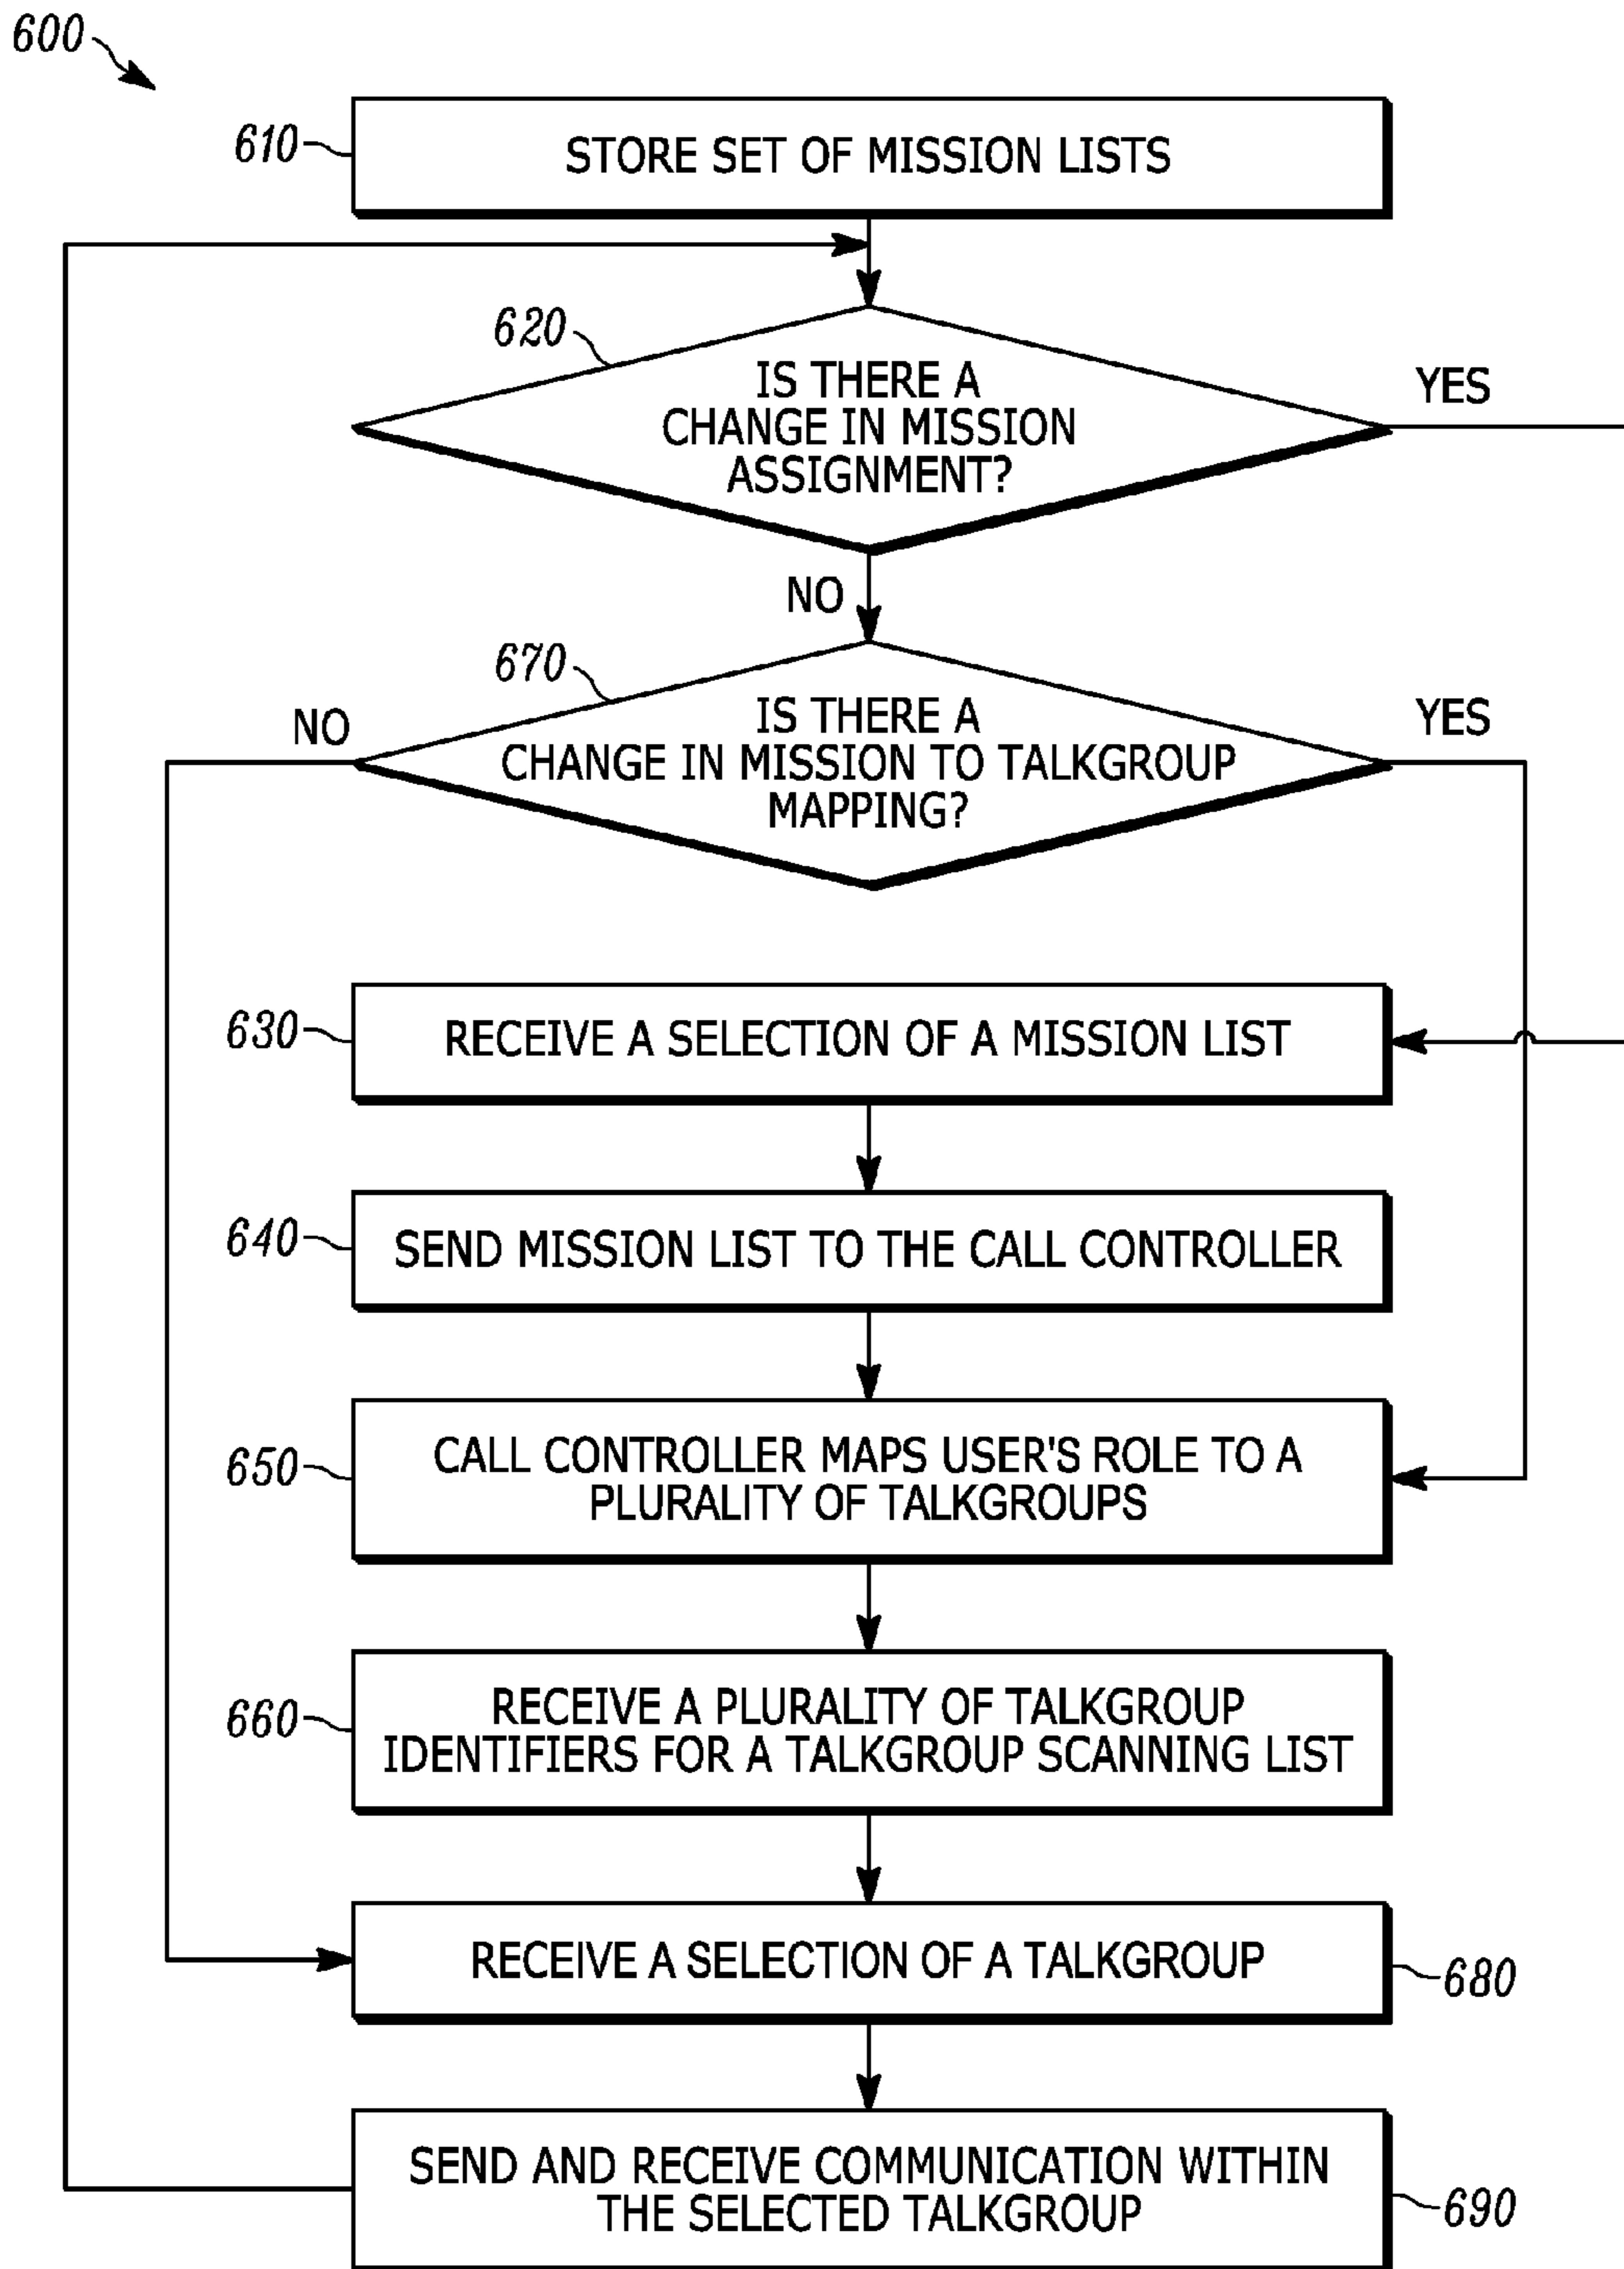 600
610
STORE SET OF MISSION LISTS
620
IS THERE A
CHANGE IN MISSION
ASSIGNMENT?
YES
NO
670
IS THERE A
CHANGE IN MISSION TO TALKGROUP
MAPPING?
NO
YES
630
RECEIVE A SELECTION OF A MISSION LIST
640
SEND MISSION LIST TO THE CALL CONTROLLER
650
CALL CONTROLLER MAPS USER'S ROLE TO A
PLURALITY OF TALKGROUPS
660
RECEIVE A PLURALITY OF TALKGROUP
IDENTIFIERS FOR A TALKGROUP SCANNING LIST
RECEIVE A SELECTION OF A TALKGROUP
680
SEND AND RECEIVE COMMUNICATION WITHIN
THE SELECTED TALKGROUP
690